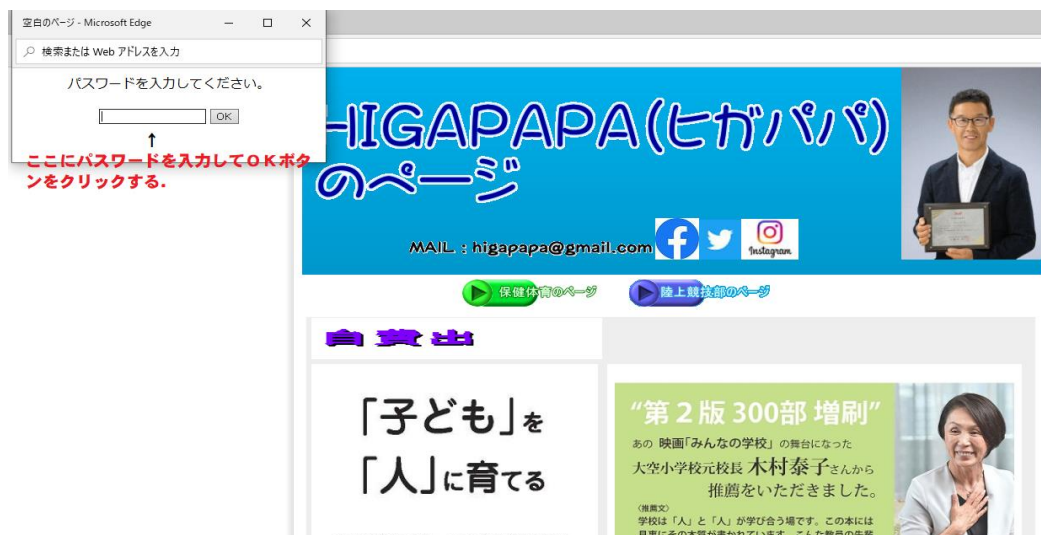 空白のページ - Microsoft Edge
検索または Web アドレスを入力
パスワードを入力してください。
OK
↑
ここにパスワードを入力してＯＫボタ
ンをクリックする.
HIGAPAPA(ヒガパパ)
のページ
MAIL : higapapa@gmail.com
Instagram
保健体育のページ
陸上競技部のページ
自費出
「子ども」を
「人」に育てる
“第２版 300部 増刷”
あの 映画「みんなの学校」の舞台になった
大空小学校元校長 木村泰子さんから
推薦をいただきました。
〈推薦文〉
学校は「人」と「人」が学び合う場です。この本には